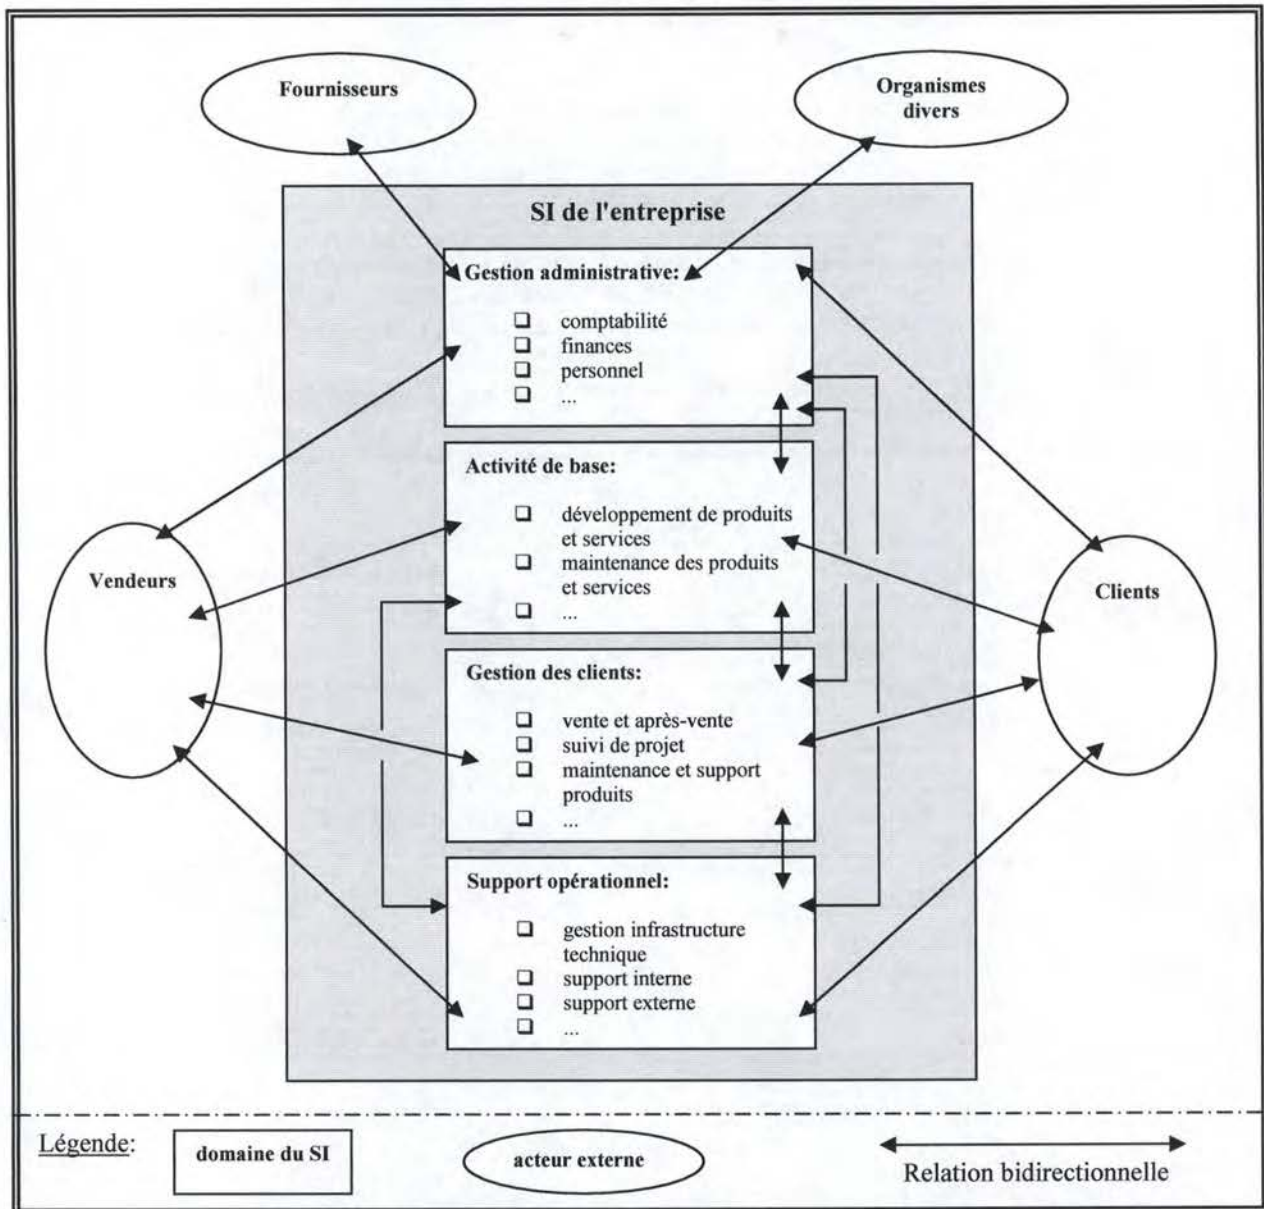 Fournisseurs
Organismes
divers
SI de l'entreprise
Gestion administrative:
❑ comptabilité
❑ finances
❑ personnel
❑ ...
Activité de base:
❑ développement de produits
et services
❑ maintenance des produits
et services
❑ ...
Vendeurs
Clients
Gestion des clients:
❑ vente et après-vente
❑ suivi de projet
❑ maintenance et support
produits
❑ ...
Support opérationnel:
❑ gestion infrastructure
technique
❑ support interne
❑ support externe
❑ ...
Légende:
domaine du SI
acteur externe
Relation bidirectionnelle